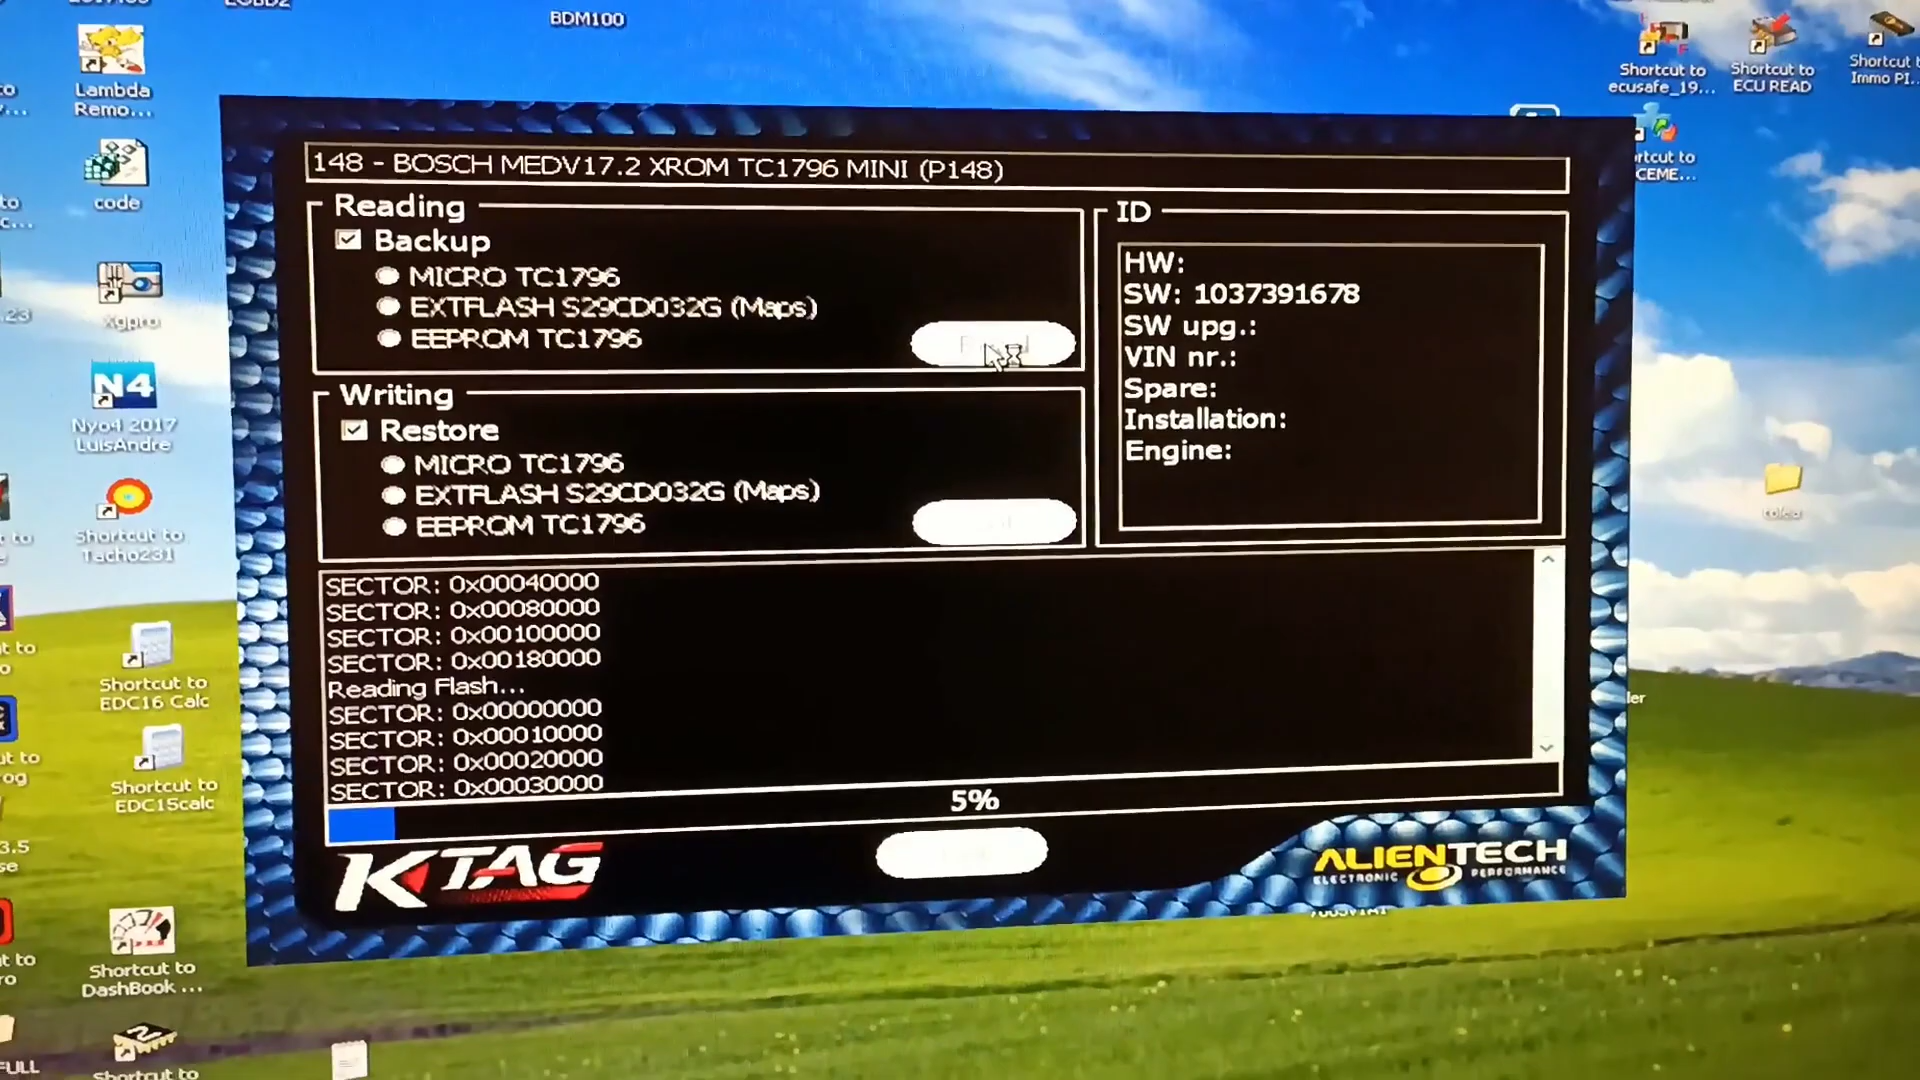 BDM100
Lambda
Remo...
code
Xgpro
N4
Nyo4 2017
LuisAndre
Shortcut to
Tacho231
Shortcut to
EDC16 Calc
Shortcut to
EDC15calc
Shortcut to
DashBook ...
Shortcut to
FULL
Shortcut to
ecusafe_19...
Shortcut to
ECU READ
Shortcut t
Immo PI...
148 - BOSCH MEDV17.2 XROM TC1796 MINI (P148)
Reading
Backup
MICRO TC1796
EXTFLASH S29CD032G (Maps)
EEPROM TC1796
Writing
Restore
MICRO TC1796
EXTFLASH S29CD032G (Maps)
EEPROM TC1796
ID
HW:
SW: 1037391678
SW upg.:
VIN nr.:
Spare:
Installation:
Engine:
SECTOR: 0x00040000
SECTOR: 0x00080000
SECTOR: 0x00100000
SECTOR: 0x00180000
Reading Flash...
SECTOR: 0x00000000
SECTOR: 0x00010000
SECTOR: 0x00020000
SECTOR: 0x00030000
5%
KTAG
ALIENTECH
ELECTRONIC PERFORMANCE